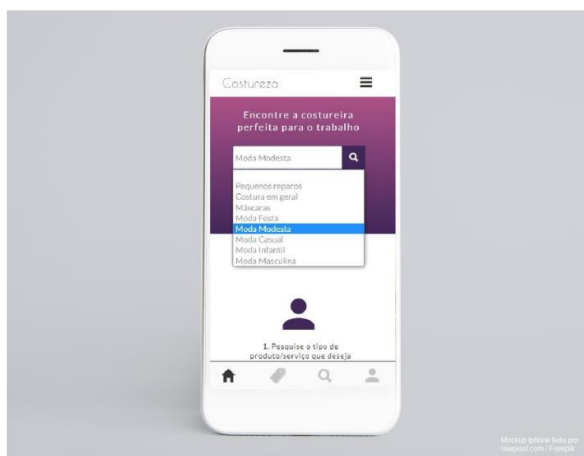 Costureza
Encontre a costureira
perfeita para o trabalho
Moda Modesta
Pequenos reparos
Costura em geral
Máscaras
Moda Festa
Moda Modesta
Moda Casual
Moda Infantil
Moda Masculina
1. Pesquise o tipo de
produto/serviço que deseja
Mockup Iphone feito por
rawpixel.com / Freepik